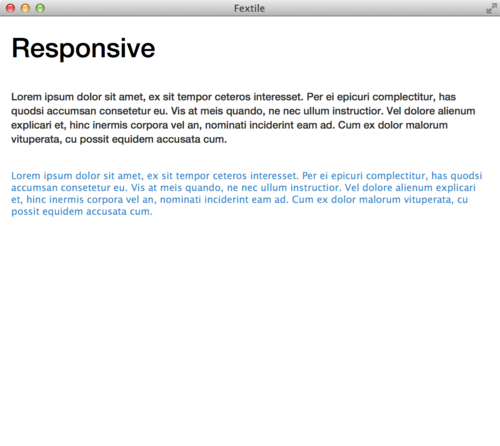 Fextile
Responsive
Lorem ipsum dolor sit amet, ex sit tempor ceteros interesset. Per ei epicuri complectitur, has
quodsi accumsan consetetur eu. Vis at meis quando, ne nec ullum instructior. Vel dolore alienum
explicari et, hinc inermis corpora vel an, nominati inciderint eam ad. Cum ex dolor malorum
vituperata, cu possit equidem accusata cum.
Lorem ipsum dolor sit amet, ex sit tempor ceteros interesset. Per ei epicuri complectitur, has quodsi
accumsan consetetur eu. Vis at meis quando, ne nec ullum instructior. Vel dolore alienum explicari
et, hinc inermis corpora vel an, nominati inciderint eam ad. Cum ex dolor malorum vituperata, cu
possit equidem accusata cum.